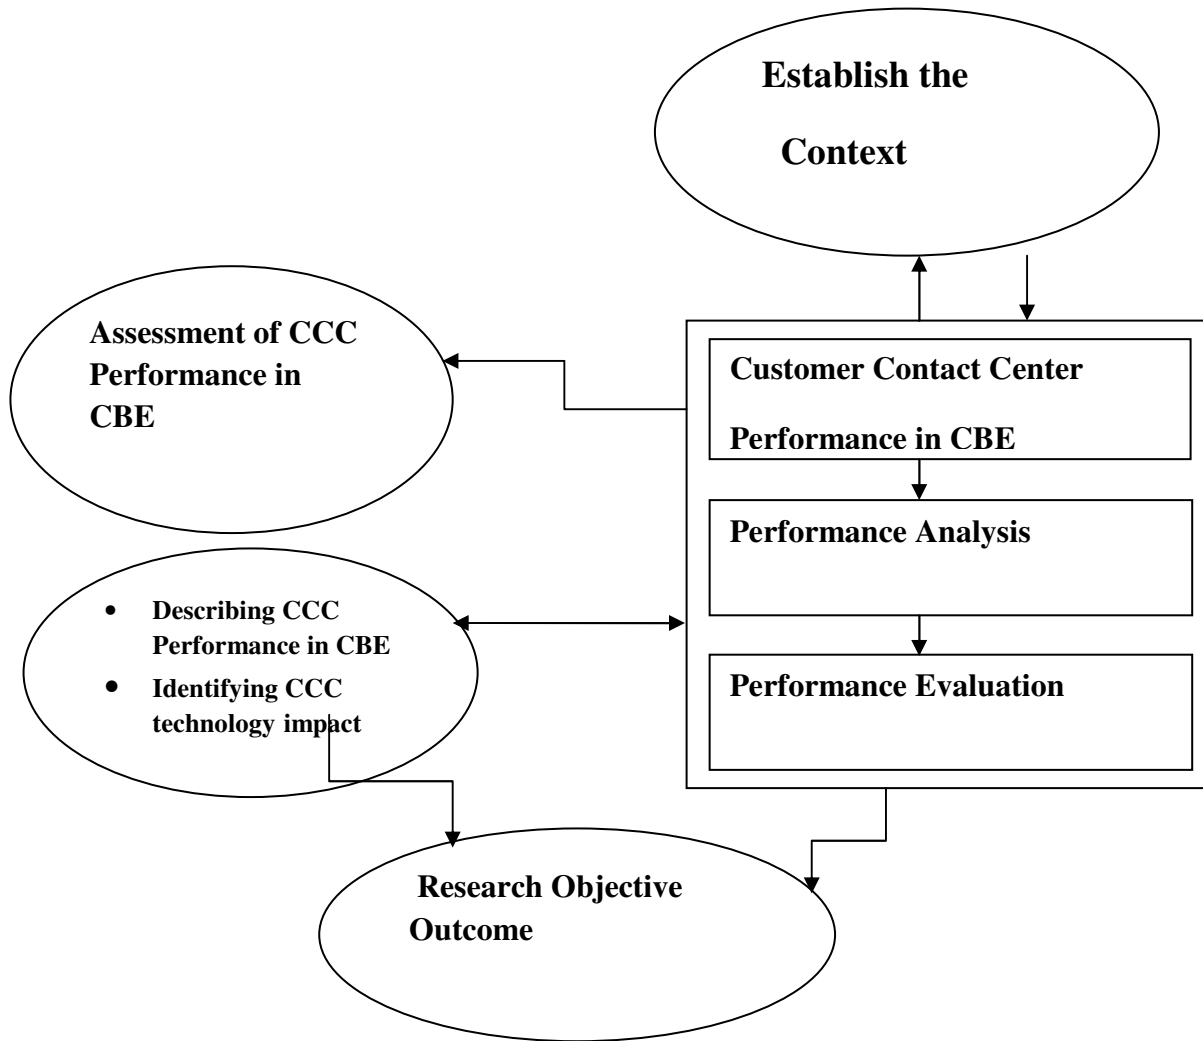 Establish the
Context
Assessment of CCC
Performance in
CBE
Customer Contact Center
Performance in CBE
Performance Analysis
• Describing CCC
Performance in CBE
• Identifying CCC
technology impact
Performance Evaluation
Research Objective
Outcome